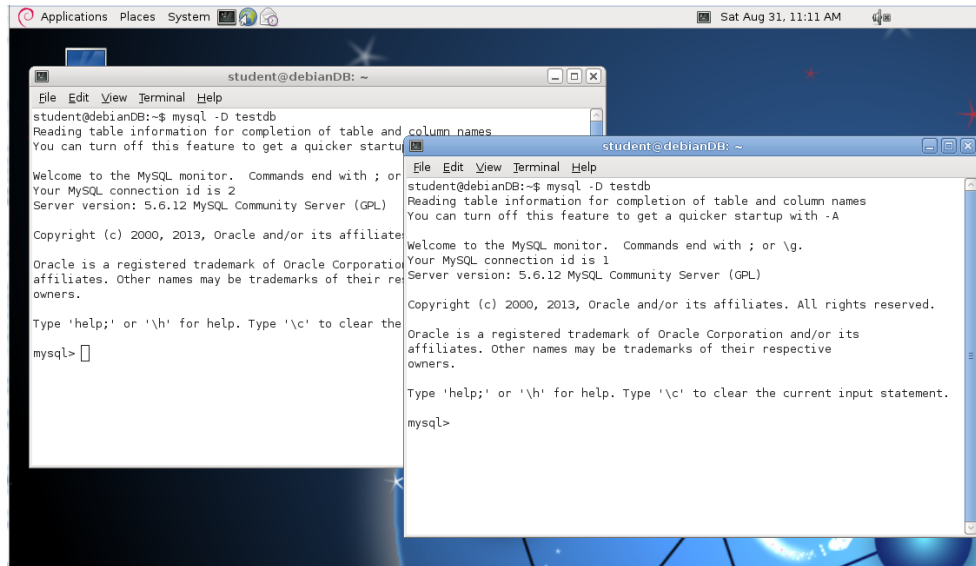 Applications Places System
Sat Aug 31, 11:11 AM
student@debianDB: ~
File Edit View Terminal Help
student@debianDB:~$ mysql -D testdb
Reading table information for completion of table and column names
You can turn off this feature to get a quicker startu
Welcome to the MySQL monitor. Commands end with ; or
Your MySQL connection id is 2
Server version: 5.6.12 MySQL Community Server (GPL)
Copyright (c) 2000, 2013, Oracle and/or its affiliates
Oracle is a registered trademark of Oracle Corporation
affiliates. Other names may be trademarks of their res
owners.
Type 'help;' or '\h' for help. Type '\c' to clear the
mysql>
student@debianDB: ~
File Edit View Terminal Help
student@debianDB:~$ mysql -D testdb
Reading table information for completion of table and column names
You can turn off this feature to get a quicker startup with -A
Welcome to the MySQL monitor. Commands end with ; or \g.
Your MySQL connection id is 1
Server version: 5.6.12 MySQL Community Server (GPL)
Copyright (c) 2000, 2013, Oracle and/or its affiliates. All rights reserved.
Oracle is a registered trademark of Oracle Corporation and/or its
affiliates. Other names may be trademarks of their respective
owners.
Type 'help;' or '\h' for help. Type '\c' to clear the current input statement.
mysql>